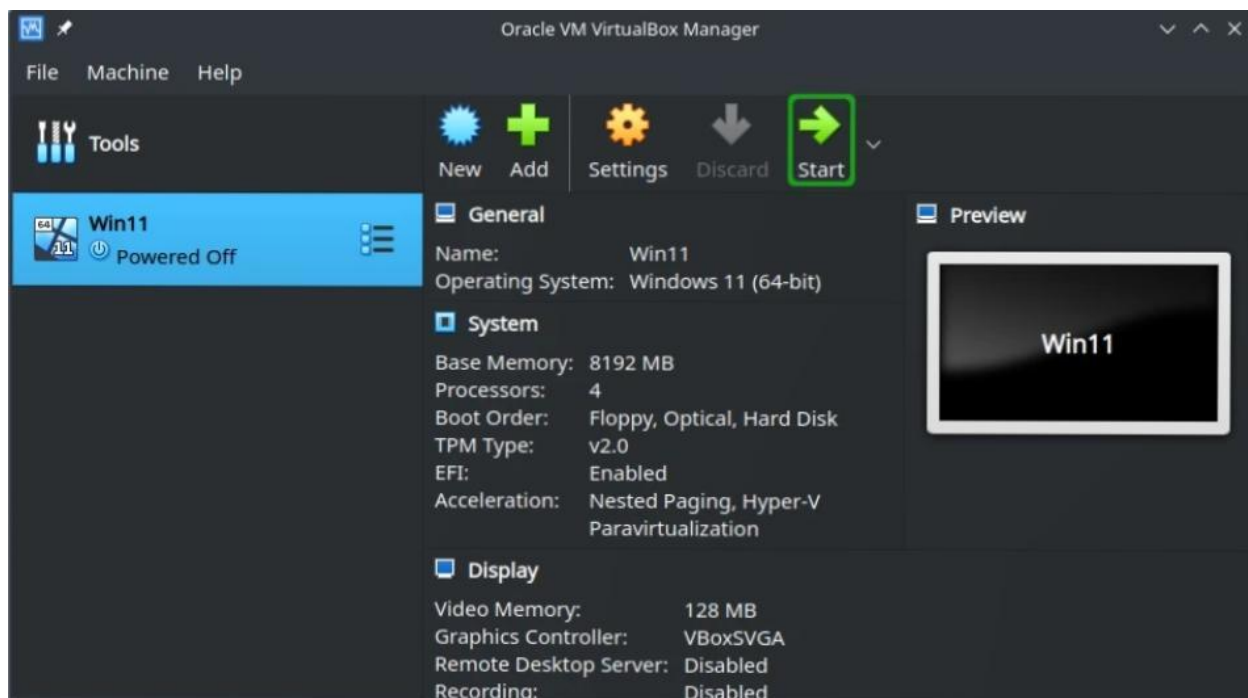 Oracle VM VirtualBox Manager
File Machine Help
Tools
New Add Settings Discard Start
64 11 Win11
Powered Off
General
Name: Win11
Operating System: Windows 11 (64-bit)
System
Base Memory: 8192 MB
Processors: 4
Boot Order: Floppy, Optical, Hard Disk
TPM Type: v2.0
EFI: Enabled
Acceleration: Nested Paging, Hyper-V
Paravirtualization
Display
Video Memory: 128 MB
Graphics Controller: VBoxSVGA
Remote Desktop Server: Disabled
Recording: Disabled
Preview
Win11